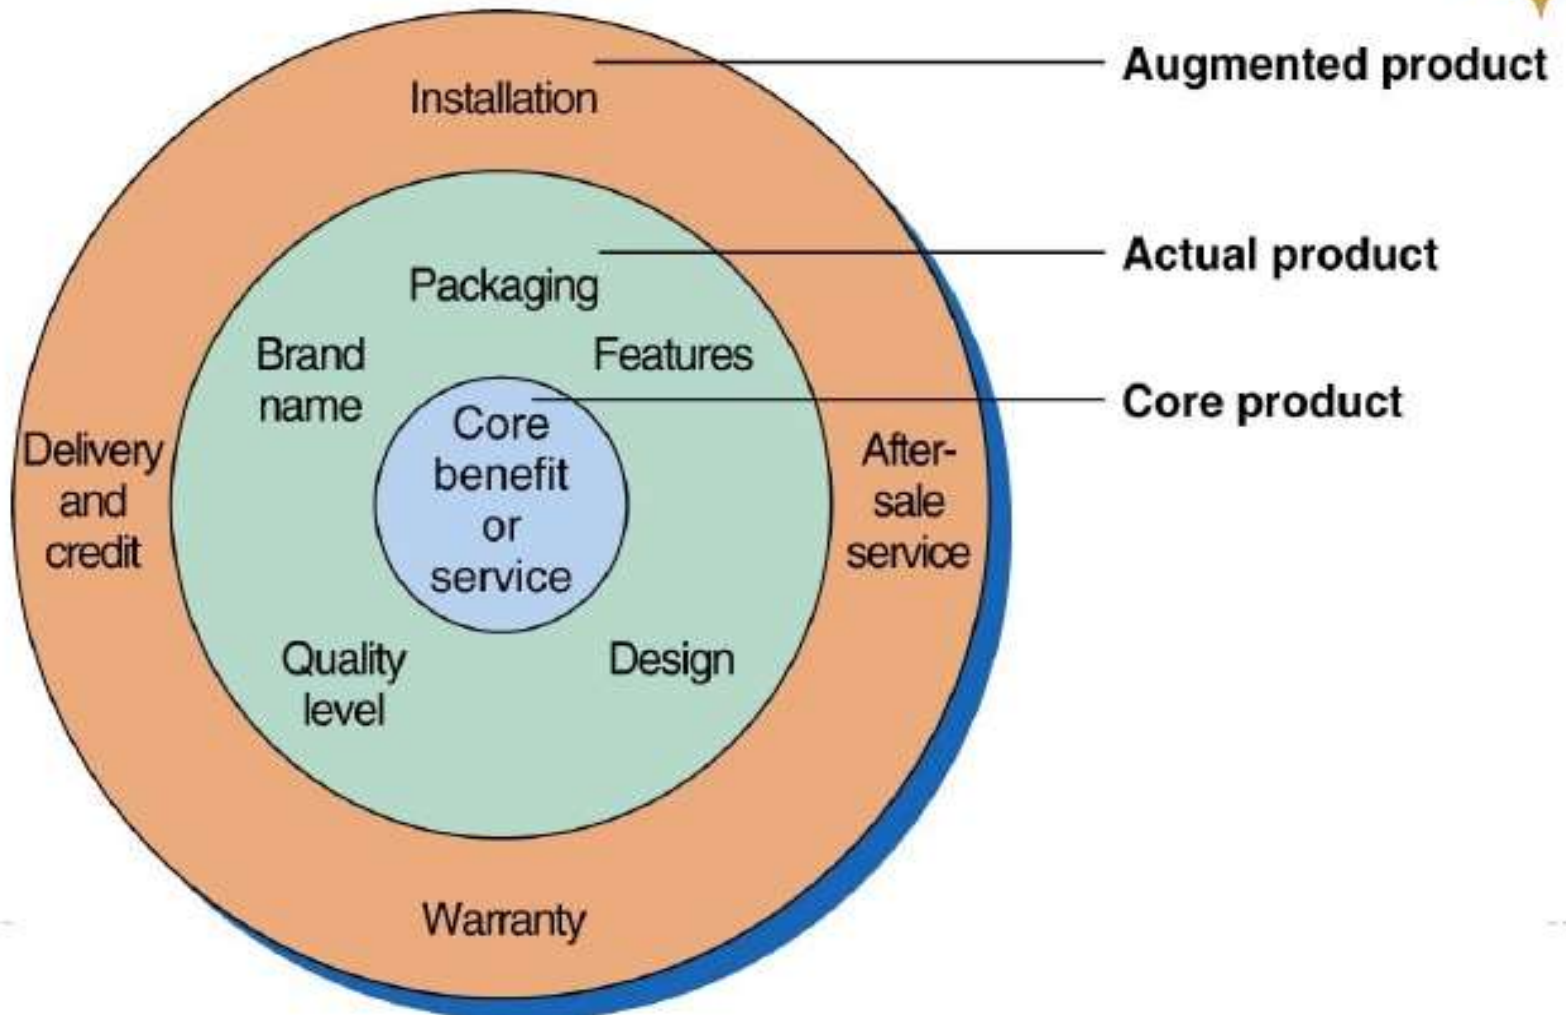 Augmented product
Installation
Actual product
Packaging
Brand
name
Features
Core product
Core
benefit
or
service
Delivery
and
credit
After-
sale
service
Quality
level
Design
Warranty